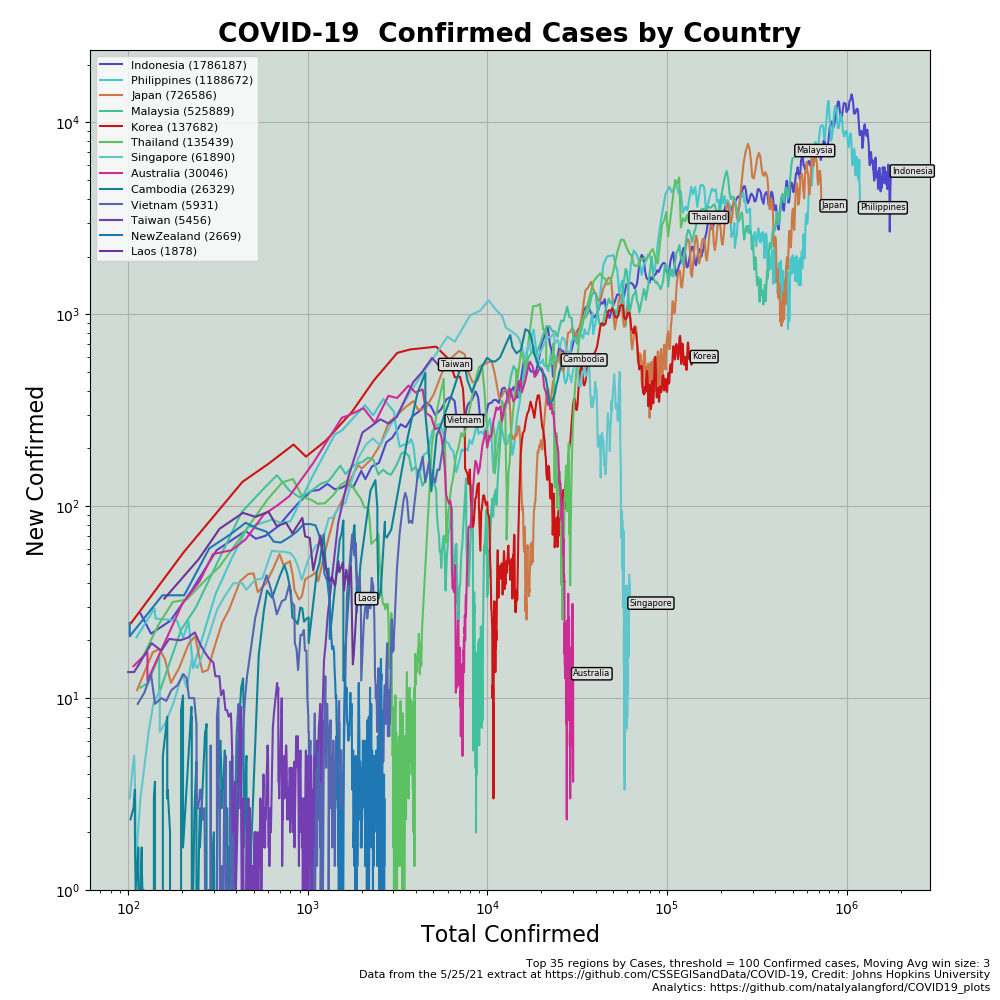 COVID-19  Confirmed Cases by Country
Indonesia (1786187)
Philippines (1188672)
Japan (726586)
Malaysia (525889)
Korea (137682)
Thailand (135439)
Singapore (61890)
Australia (30046)
Cambodia (26329)
Vietnam (5931)
Taiwan (5456)
NewZealand (2669)
Laos (1878)
Malaysia
Indonesia
Japan
Philippines
Thailand
Korea
Cambodia
Taiwan
Vietnam
Laos
Singapore
Australia
New Confirmed
10⁴
10³
10²
10¹
10⁰
10² 10³ 10⁴ 10⁵ 10⁶
Total Confirmed
Top 35 regions by Cases, threshold = 100 Confirmed cases, Moving Avg win size: 3
Data from the 5/25/21 extract at https://github.com/CSSEGISandData/COVID-19, Credit: Johns Hopkins University
Analytics: https://github.com/natalyalangford/COVID19_plots